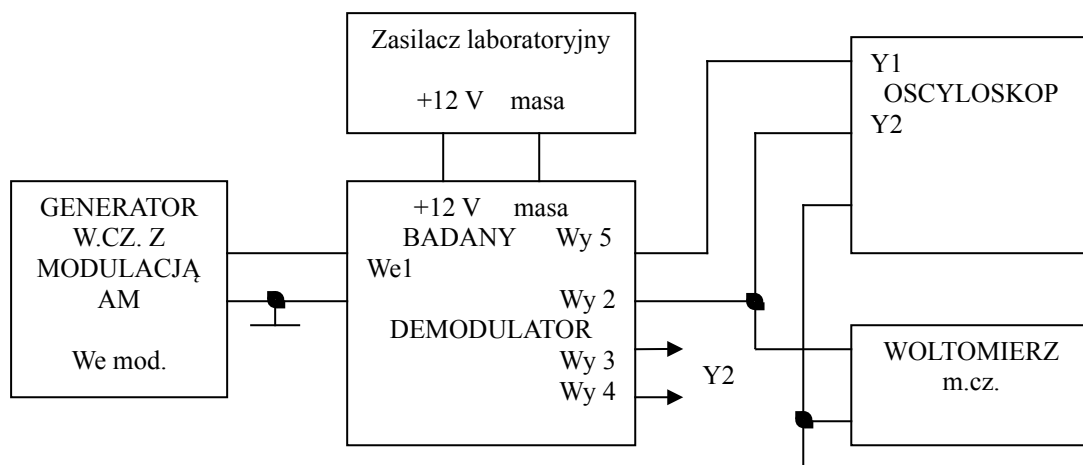 Zasilacz laboratoryjny
+12 V masa
Y1
OSCYLOSKOP
Y2
GENERATOR
W.CZ. Z
MODULACJĄ
AM
We mod.
+12 V masa
BADANY Wy 5
We1
Wy 2
DEMODULATOR
Wy 3
Wy 4
Y2
WOLTOMIERZ
m.cz.